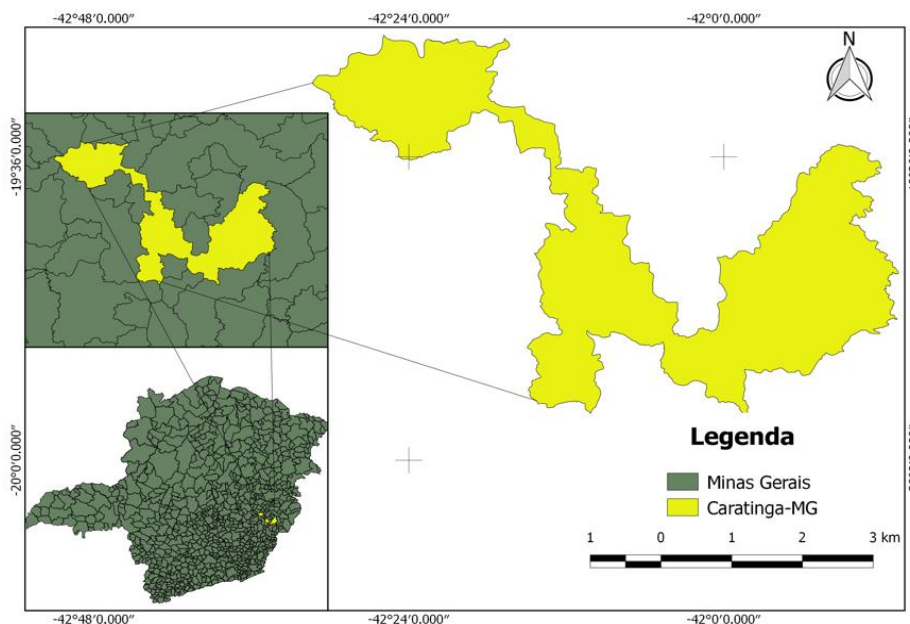 -42°48'0.000″ -42°24'0.000″ -42°0'0.000″
N
-19°36'0.000″
-20°0'0.000″
Legenda
Minas Gerais
Caratinga-MG
1 0 1 2 3 km
-42°48'0.000″ -42°24'0.000″ -42°0'0.000″